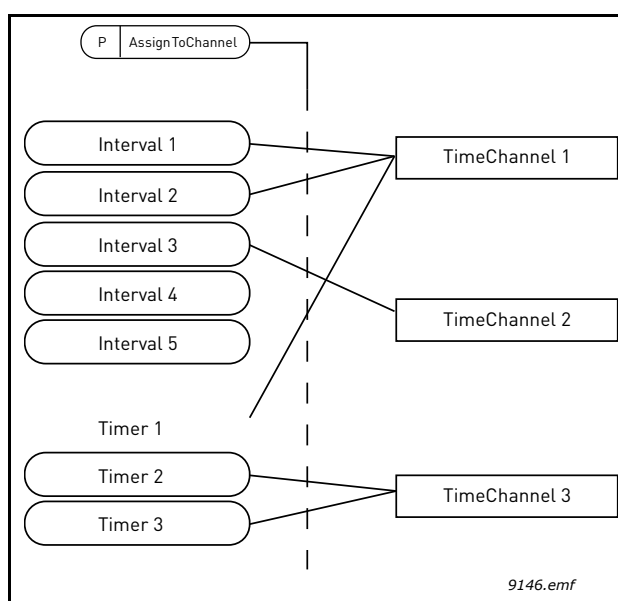 P AssignToChannel
Interval 1
Interval 2
Interval 3
Interval 4
Interval 5
Timer 1
Timer 2
Timer 3
TimeChannel 1
TimeChannel 2
TimeChannel 3
9146.emf